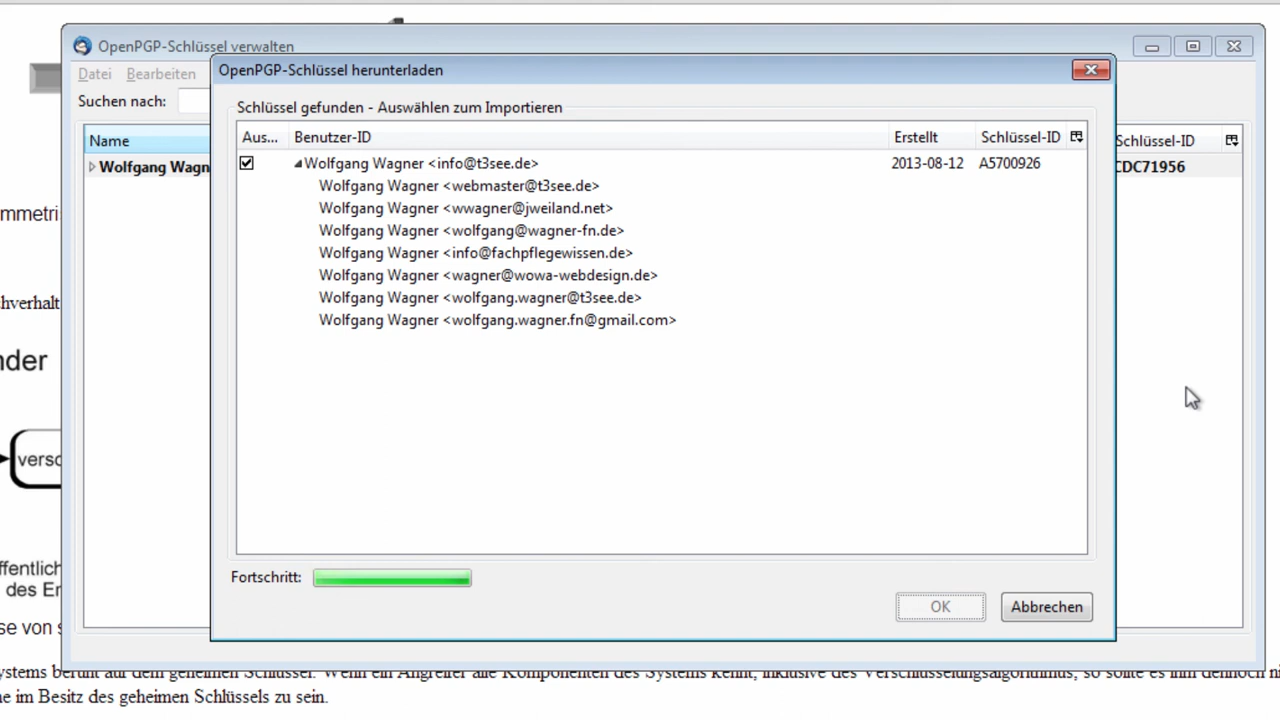 OpenPGP-Schlüssel verwalten
OpenPGP-Schlüssel herunterladen
Datei Bearbeiten
Suchen nach:
Schlüssel gefunden - Auswählen zum Importieren
Aus... Benutzer-ID Erstellt Schlüssel-ID
Name
Schlüssel-ID
Wolfgang Wagner <info@t3see.de> 2013-08-12 A5700926
Wolfgang Wagn
CDC71956
Wolfgang Wagner <webmaster@t3see.de>
Wolfgang Wagner <wwagner@jweiland.net>
Wolfgang Wagner <wolfgang@wagner-fn.de>
Wolfgang Wagner <info@fachpflegewissen.de>
Wolfgang Wagner <wagner@wowa-webdesign.de>
Wolfgang Wagner <wolfgang.wagner@t3see.de>
Wolfgang Wagner <wolfgang.wagner.fn@gmail.com>
mmetris
hverhalt
nder
versc
ffentlich
des Er
se von s
Fortschritt:
OK Abbrechen
ystems beruht auf dem geheimen Schlüssel. Wenn ein Angreifer alle Komponenten des Systems kennt, inklusive des Verschlüsselungsalgorithmus, so sollte es ihm dennoch ni
ne im Besitz des geheimen Schlüssels zu sein.